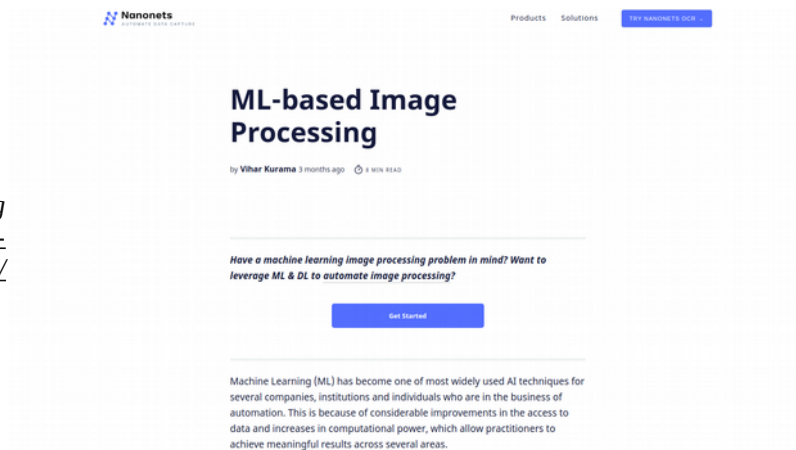 Nanonets
AUTOMATE DATA CAPTURE
Products Solutions TRY NANONETS OCR →
ML-based Image
Processing
by Vihar Kurama 3 months ago 6 MIN READ
g
-
/
Have a machine learning image processing problem in mind? Want to
leverage ML & DL to automate image processing?
Get Started
Machine Learning (ML) has become one of most widely used AI techniques for
several companies, institutions and individuals who are in the business of
automation. This is because of considerable improvements in the access to
data and increases in computational power, which allow practitioners to
achieve meaningful results across several areas.